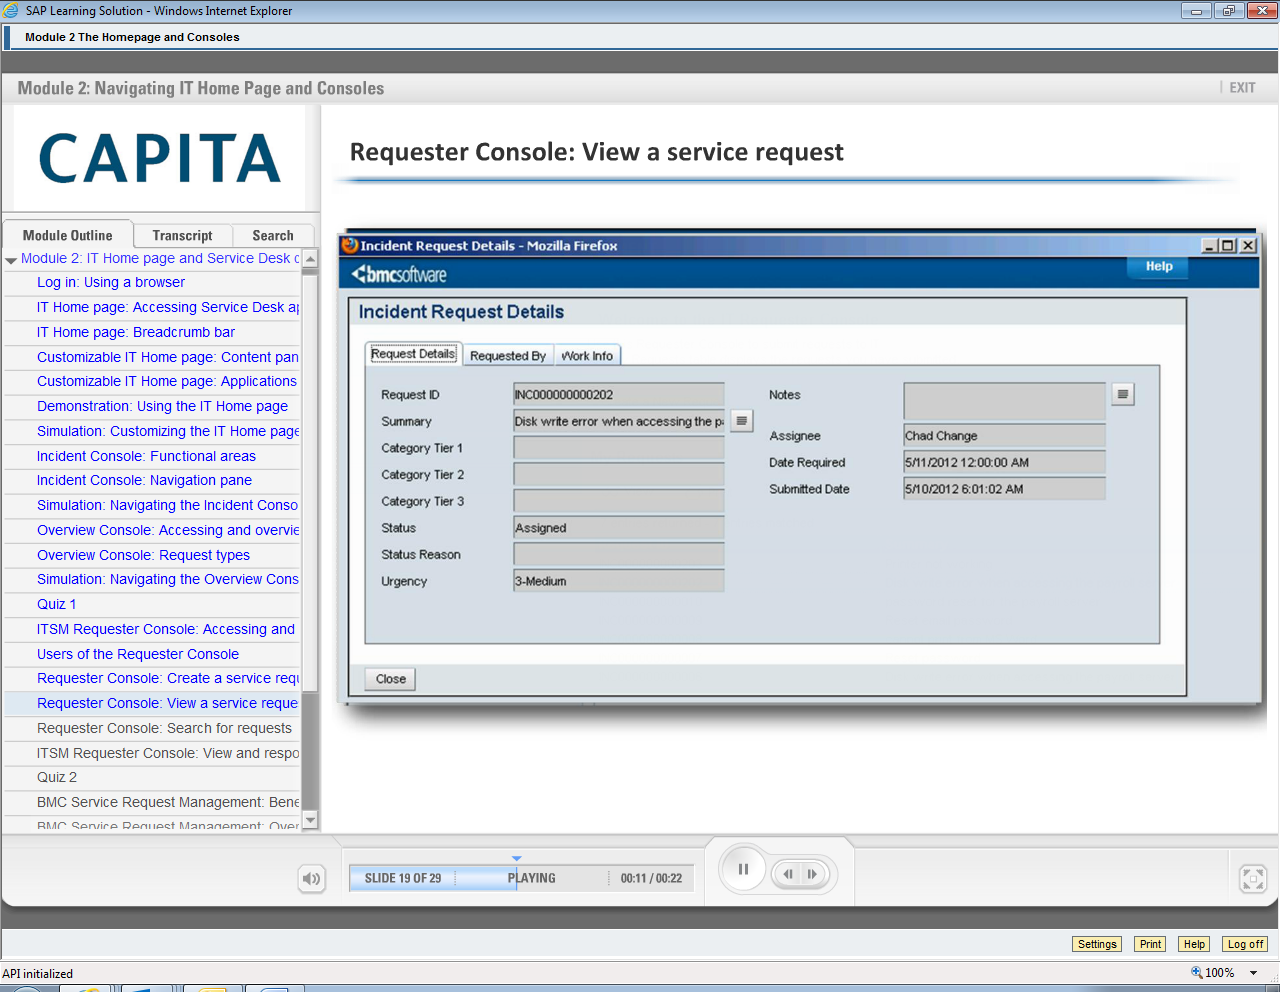 SAP Learning Solution - Windows Internet Explorer
Module 2 The Homepage and Consoles
Module 2: Navigating IT Home Page and Consoles
EXIT
CAPITA
Module Outline
Transcript
Search
Module 2: IT Home page and Service Desk c
Log in: Using a browser
IT Home page: Accessing Service Desk ap
IT Home page: Breadcrumb bar
Customizable IT Home page: Content pan
Customizable IT Home page: Applications
Demonstration: Using the IT Home page
Simulation: Customizing the IT Home page
Incident Console: Functional areas
Incident Console: Navigation pane
Simulation: Navigating the Incident Conso
Overview Console: Accessing and overvie
Overview Console: Request types
Simulation: Navigating the Overview Cons
Quiz 1
ITSM Requester Console: Accessing and
Users of the Requester Console
Requester Console: Create a service requ
Requester Console: View a service reques
Requester Console: Search for requests
ITSM Requester Console: View and respo
Quiz 2
BMC Service Request Management: Bene
BMC Service Request Management: Over
Requester Console: View a service request
Incident Request Details - Mozilla Firefox
bmcsoftware
Help
Incident Request Details
Request Details
Requested By
Work Info
Request ID INC000000000202
Summary Disk write error when accessing the pa
Category Tier 1
Category Tier 2
Category Tier 3
Status Assigned
Status Reason
Urgency 3-Medium
Notes
Assignee Chad Change
Date Required 5/11/2012 12:00:00 AM
Submitted Date 5/10/2012 6:01:02 AM
Close
SLIDE 19 OF 29
PLAYING
00:11 / 00:22
Settings
Print
Help
Log off
API initialized
100%